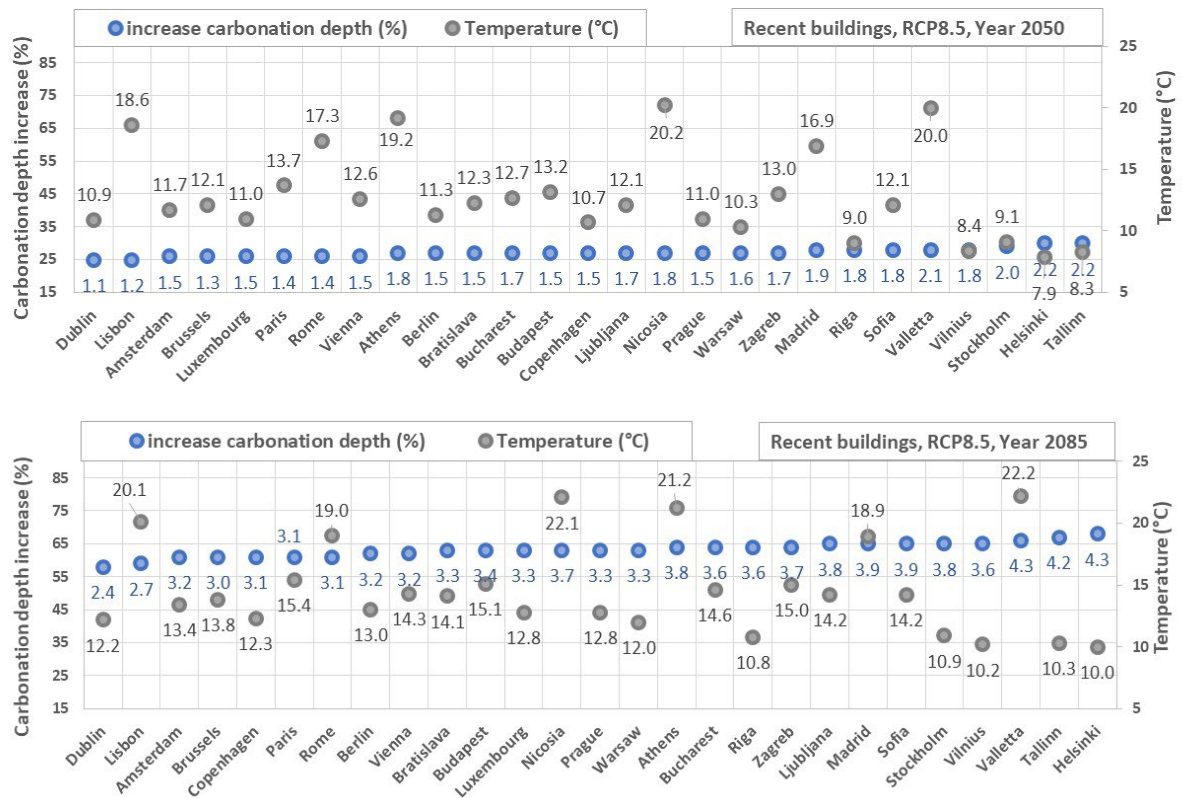 increase carbonation depth (%) Temperature (°C)
Recent buildings, RCP8.5, Year 2050
Carbonation depth increase (%)
85 75 65 55 45 35 25 15
10.9 18.6 11.7 12.1 11.0 13.7 17.3 12.6 19.2 11.3 12.3 12.7 13.2 10.7 12.1 20.2 11.0 10.3 13.0 16.9 9.0 12.1 20.0 8.4 9.1 7.9 8.3
1.1 1.2 1.5 1.3 1.5 1.4 1.4 1.5 1.8 1.5 1.5 1.7 1.5 1.5 1.7 1.8 1.5 1.6 1.7 1.9 1.8 1.8 2.1 1.8 2.0 2.2 2.2
25 20 15 10 5
Temperature (°C)
Dublin Lisbon Amsterdam Brussels Luxembourg Paris Rome Vienna Athens Berlin Bratislava Bucharest Budapest Copenhagen Ljubljana Nicosia Prague Warsaw Zagreb Madrid Riga Sofia Valletta Vilnius Stockholm Helsinki Tallinn
increase carbonation depth (%) Temperature (°C)
Recent buildings, RCP8.5, Year 2085
Carbonation depth increase (%)
85 75 65 55 45 35 25 15
2.4 2.7 3.2 3.0 3.1 3.1 3.1 3.2 3.2 3.3 3.4 3.3 3.7 3.3 3.3 3.8 3.6 3.6 3.7 3.8 3.9 3.9 3.8 3.6 4.3 4.2 4.3
12.2 20.1 13.4 13.8 12.3 15.4 19.0 13.0 14.3 14.1 15.1 12.8 22.1 12.8 12.0 21.2 14.6 10.8 15.0 14.2 18.9 14.2 10.9 10.2 22.2 10.3 10.0
25 20 15 10 5
Temperature (°C)
Dublin Lisbon Amsterdam Brussels Copenhagen Paris Rome Berlin Vienna Bratislava Budapest Luxembourg Nicosia Prague Warsaw Athens Bucharest Riga Zagreb Ljubljana Madrid Sofia Stockholm Vilnius Valletta Tallinn Helsinki